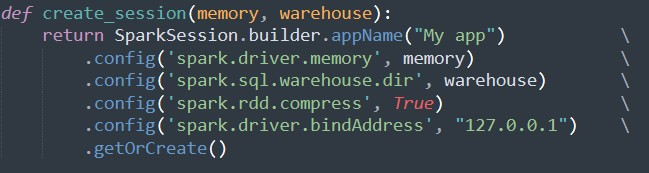 def create_session(memory, warehouse):
    return SparkSession.builder.appName("My app")           \
        .config('spark.driver.memory', memory)              \
        .config('spark.sql.warehouse.dir', warehouse)       \
        .config('spark.rdd.compress', True)                 \
        .config('spark.driver.bindAddress', "127.0.0.1")    \
        .getOrCreate()